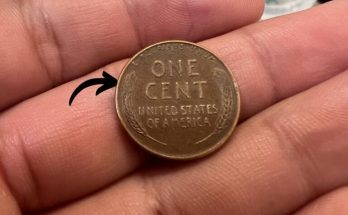 ONE
CENT
UNITED STATES
OF AMERICA